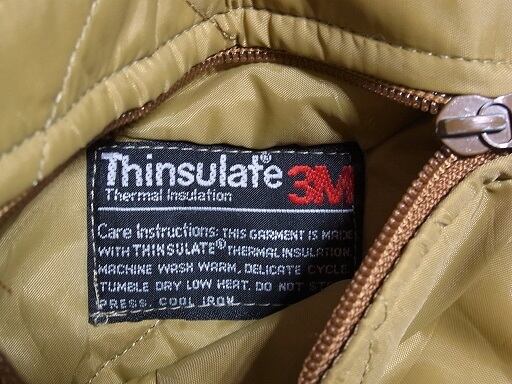 Thinsulate® 3M
Thermal Insulation
Care Instructions: THIS GARMENT IS MADE
WITH THINSULATE® THERMAL INSULATION
MACHINE WASH WARM, DELICATE CYCLE
TUMBLE DRY LOW HEAT. DO NOT
PRESS. COOL IRON